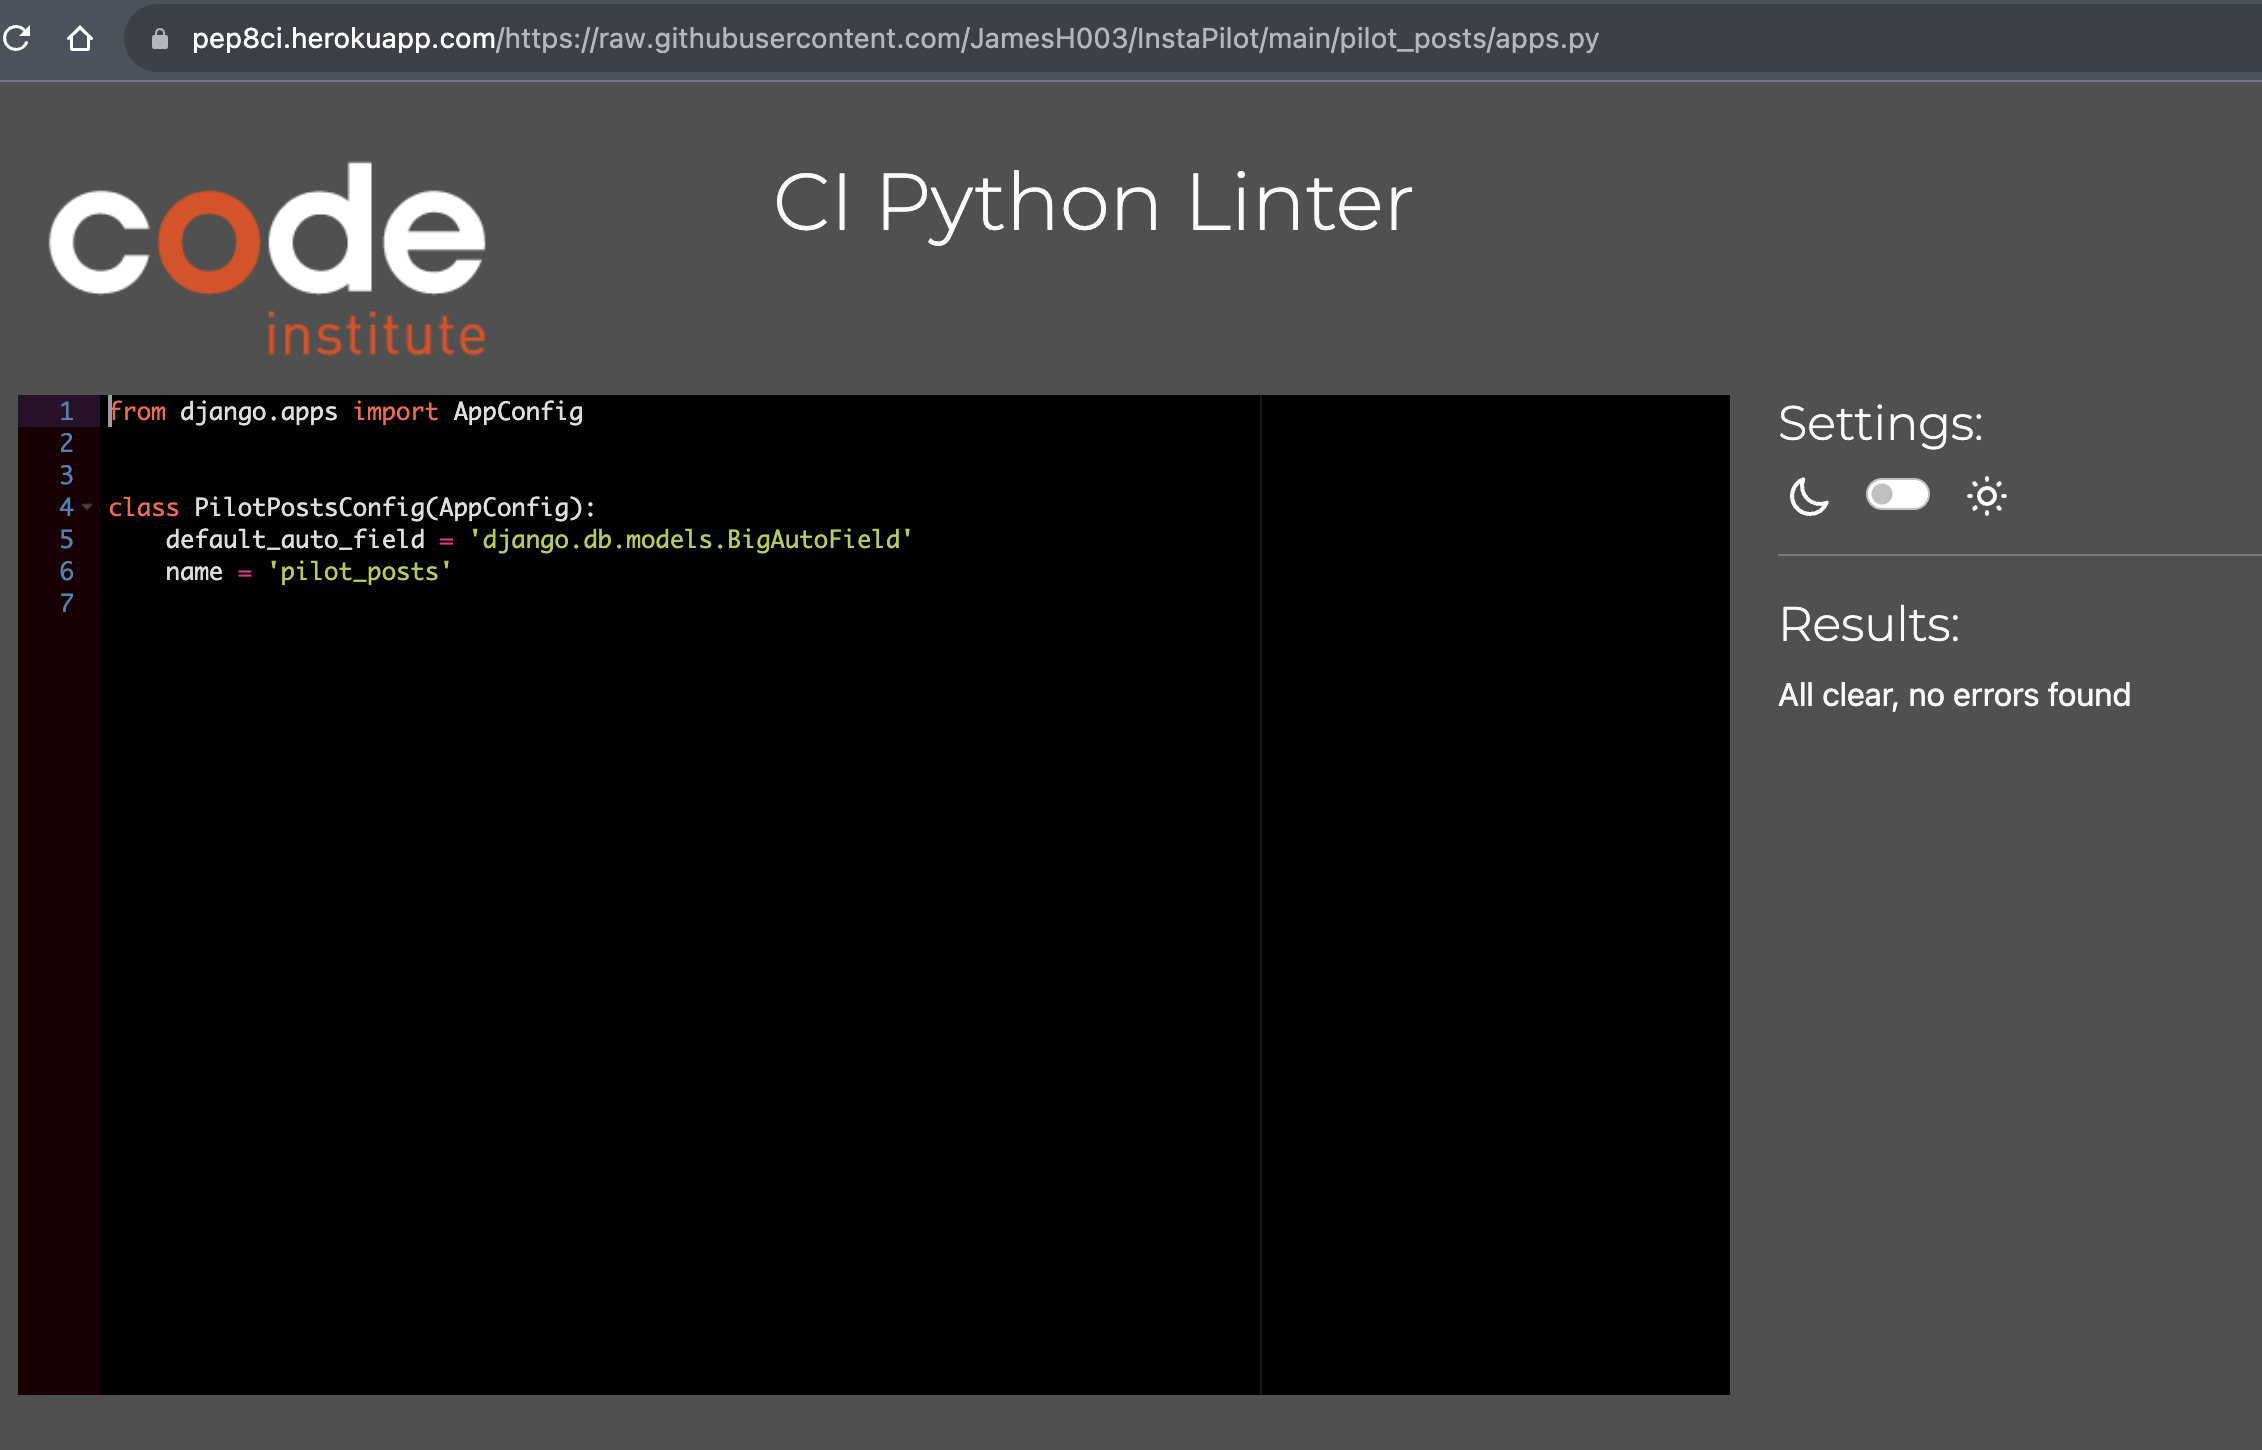 pep8ci.herokuapp.com/https://raw.githubusercontent.com/JamesH003/InstaPilot/main/pilot_posts/apps.py
code
institute
CI Python Linter
1 from django.apps import AppConfig
2
3
4 class PilotPostsConfig(AppConfig):
5     default_auto_field = 'django.db.models.BigAutoField'
6     name = 'pilot_posts'
7
Settings:
Results:
All clear, no errors found